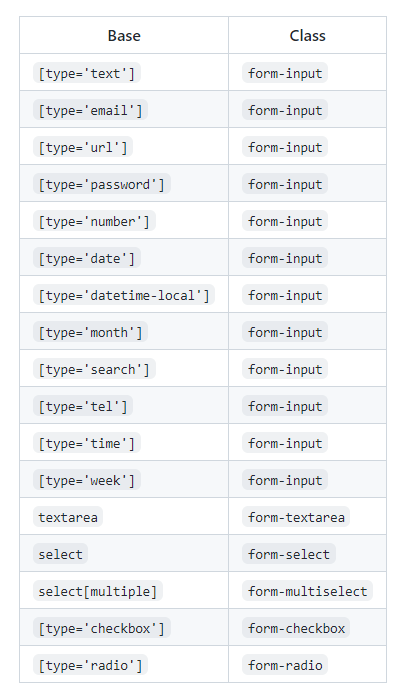 Base Class
[type='text'] form-input
[type='email'] form-input
[type='url'] form-input
[type='password'] form-input
[type='number'] form-input
[type='date'] form-input
[type='datetime-local'] form-input
[type='month'] form-input
[type='search'] form-input
[type='tel'] form-input
[type='time'] form-input
[type='week'] form-input
textarea form-textarea
select form-select
select[multiple] form-multiselect
[type='checkbox'] form-checkbox
[type='radio'] form-radio